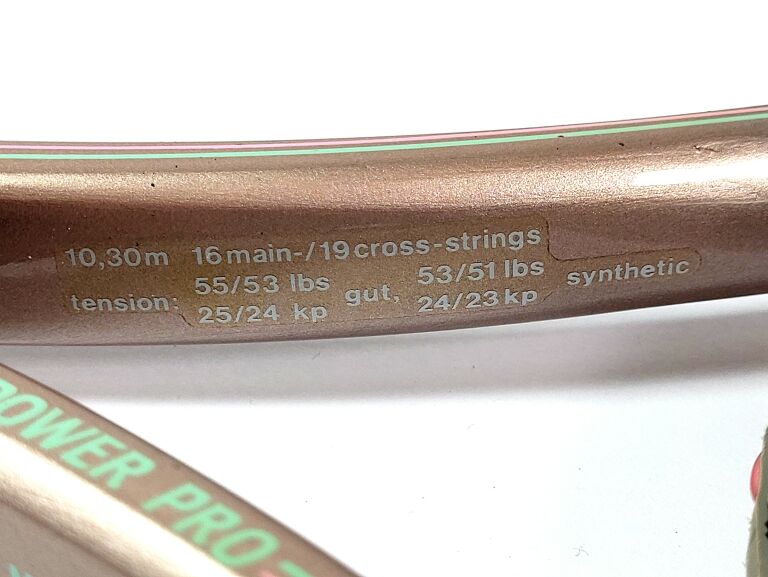 10,30m 16 main-/19 cross-strings
55/53 lbs 53/51 lbs
tension: gut, synthetic
25/24 kp 24/23 kp
POWER PRO